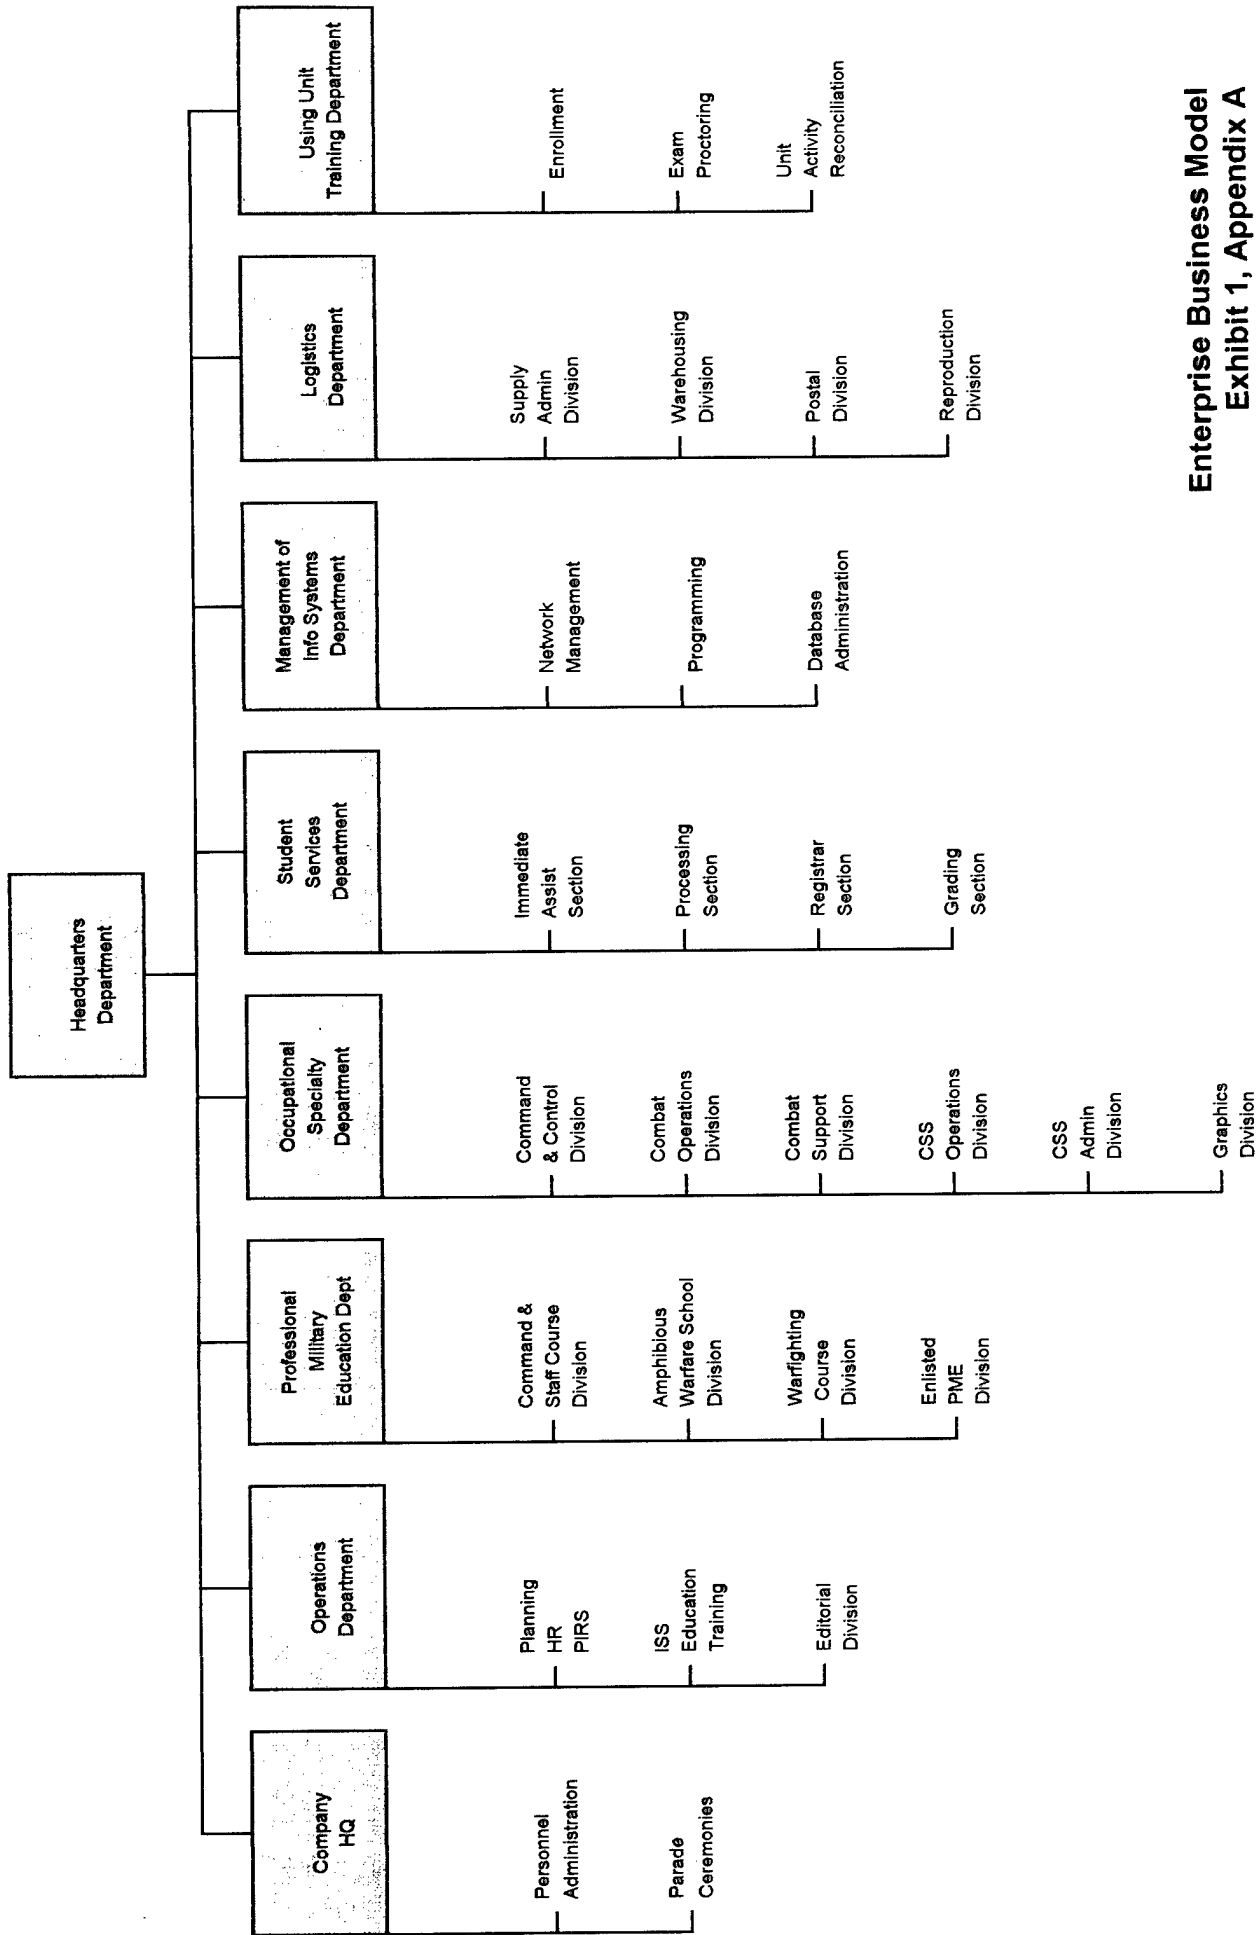 Headquarters
Department
Company
HQ
Personnel
Administration
Parade
Ceremonies
Operations
Department
Planning
HR
PIRS
ISS
Education
Training
Editorial
Division
Professional
Military
Education Dept
Command &
Staff Course
Division
Amphibious
Warfare School
Division
Warfighting
Course
Division
Enlisted
PME
Division
Occupational
Specialty
Department
Command
& Control
Division
Combat
Operations
Division
Combat
Support
Division
CSS
Operations
Division
CSS
Admin
Division
Graphics
Division
Student
Services
Department
Immediate
Assist
Section
Processing
Section
Registrar
Section
Grading
Section
Management of
Info Systems
Department
Network
Management
Programming
Database
Administration
Logistics
Department
Supply
Admin
Division
Warehousing
Division
Postal
Division
Reproduction
Division
Using Unit
Training Department
Enrollment
Exam
Proctoring
Unit
Activity
Reconciliation
Enterprise Business Model
Exhibit 1, Appendix A